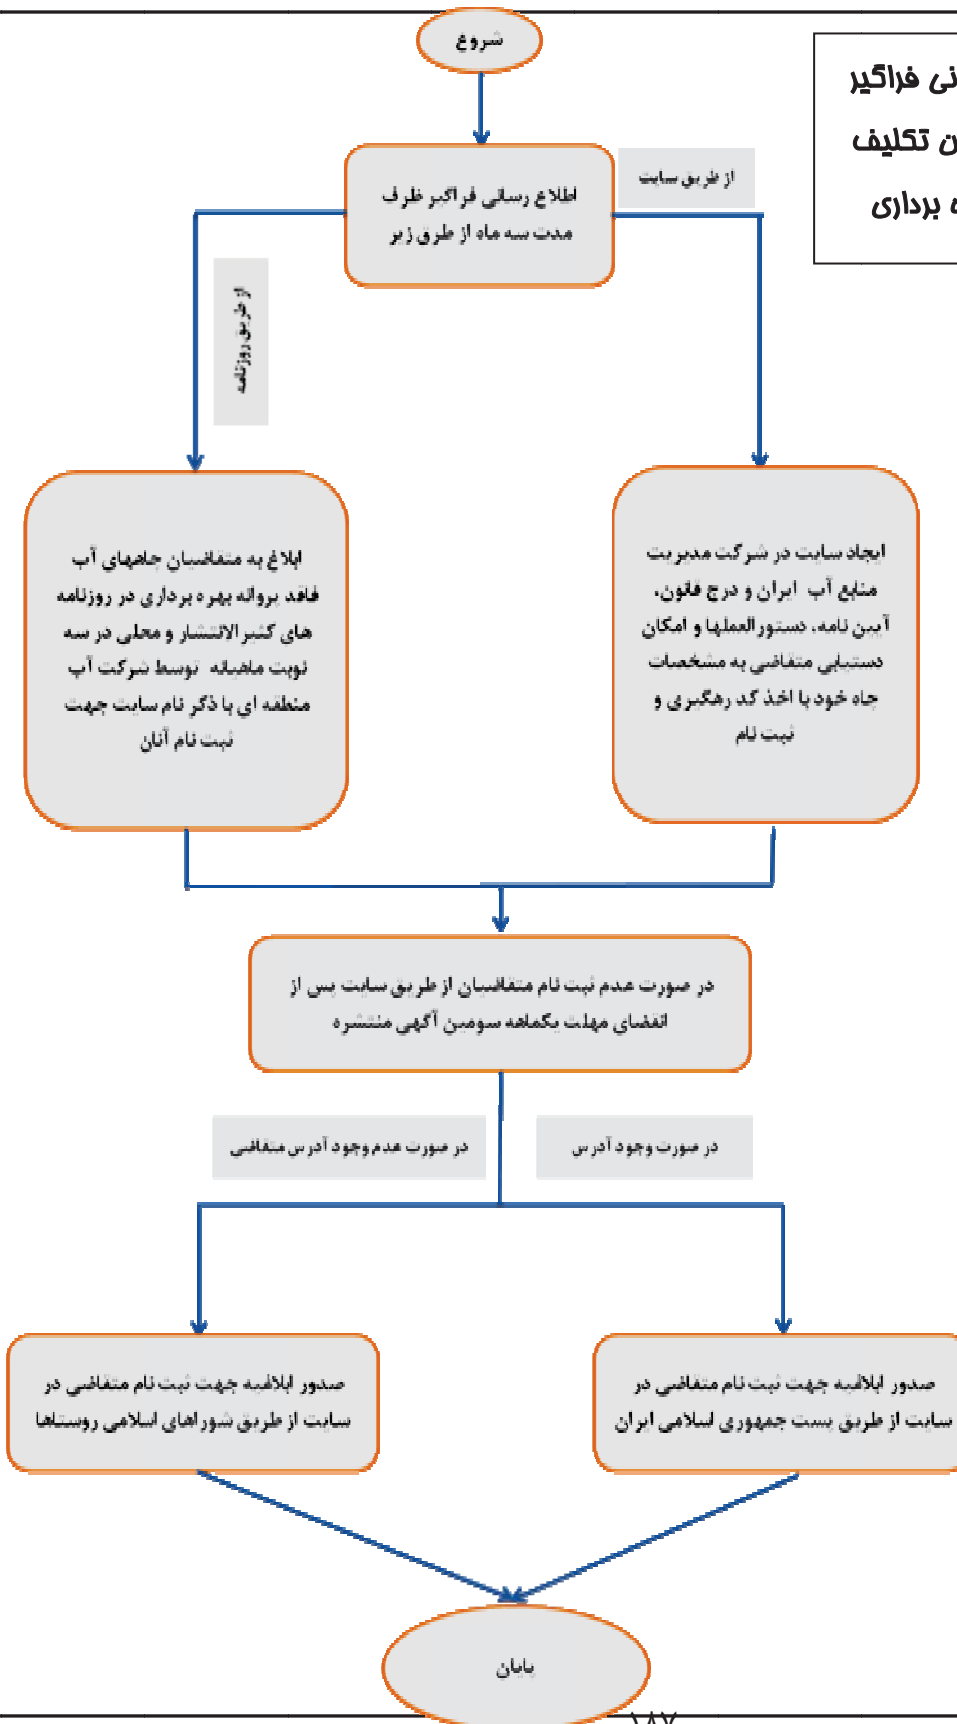 شروع
نی فراگیر
ن تکلیف
ه برداری
از طریق سایت
اطلاع رسانی فراگیر ظرف
مدت سه ماه از طرق زیر
از طریق روزنامه
ایجاد سایت در شرکت مدیریت
منابع آب ایران و درج قانون،
آیین نامه، دستورالعملها و امکان
دستیابی متقاضی به مشخصات
چاه خود با اخذ کد رهگیری و
ثبت نام
ابلاغ به متقاضیان چاههای آب
فاقد پروانه بهره برداری در روزنامه
های کثیرالانتشار و محلی در سه
نوبت ماهیانه توسط شرکت آب
منطقه ای با ذکر نام سایت جهت
ثبت نام آنان
در صورت عدم ثبت نام متقاضیان از طریق سایت پس از
انقضای مهلت یکماهه سومین آگهی منتشره
در صورت وجود آدرس
در صورت عدم وجود آدرس متقاضی
صدور ابلاغیه جهت ثبت نام متقاضی در
سایت از طریق پست جمهوری اسلامی ایران
صدور ابلاغیه جهت ثبت نام متقاضی در
سایت از طریق شوراهای اسلامی روستاها
پایان
۱۸۷